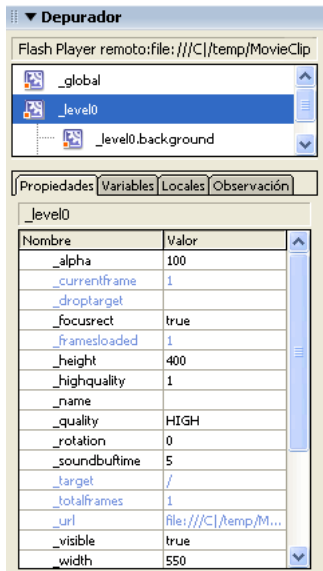 Depurador
Flash Player remoto:file:///C|/temp/MovieClip
_global
_level0
_level0.background
Propiedades Variables Locales Observación
_level0
Nombre Valor
_alpha 100
_currentframe 1
_droptarget
_focusrect true
_framesloaded 1
_height 400
_highquality 1
_name
_quality HIGH
_rotation 0
_soundbuftime 5
_target /
_totalframes 1
_url file:///C|/temp/M...
_visible true
_width 550